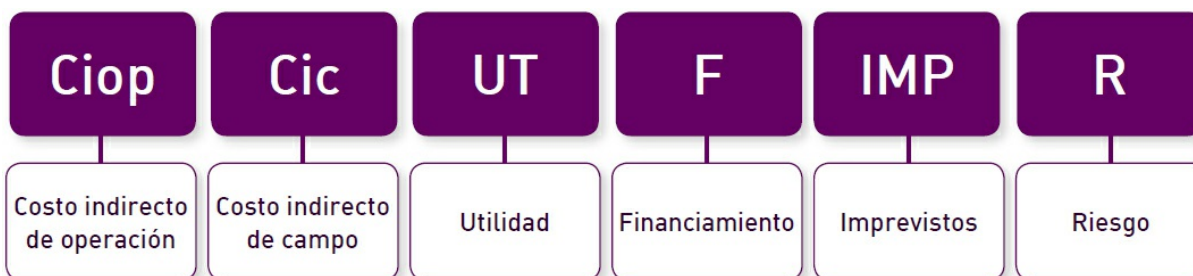 Ciop
Cic
UT
F
IMP
R
Costo indirecto
de operación
Costo indirecto
de campo
Utilidad
Financiamiento
Imprevistos
Riesgo